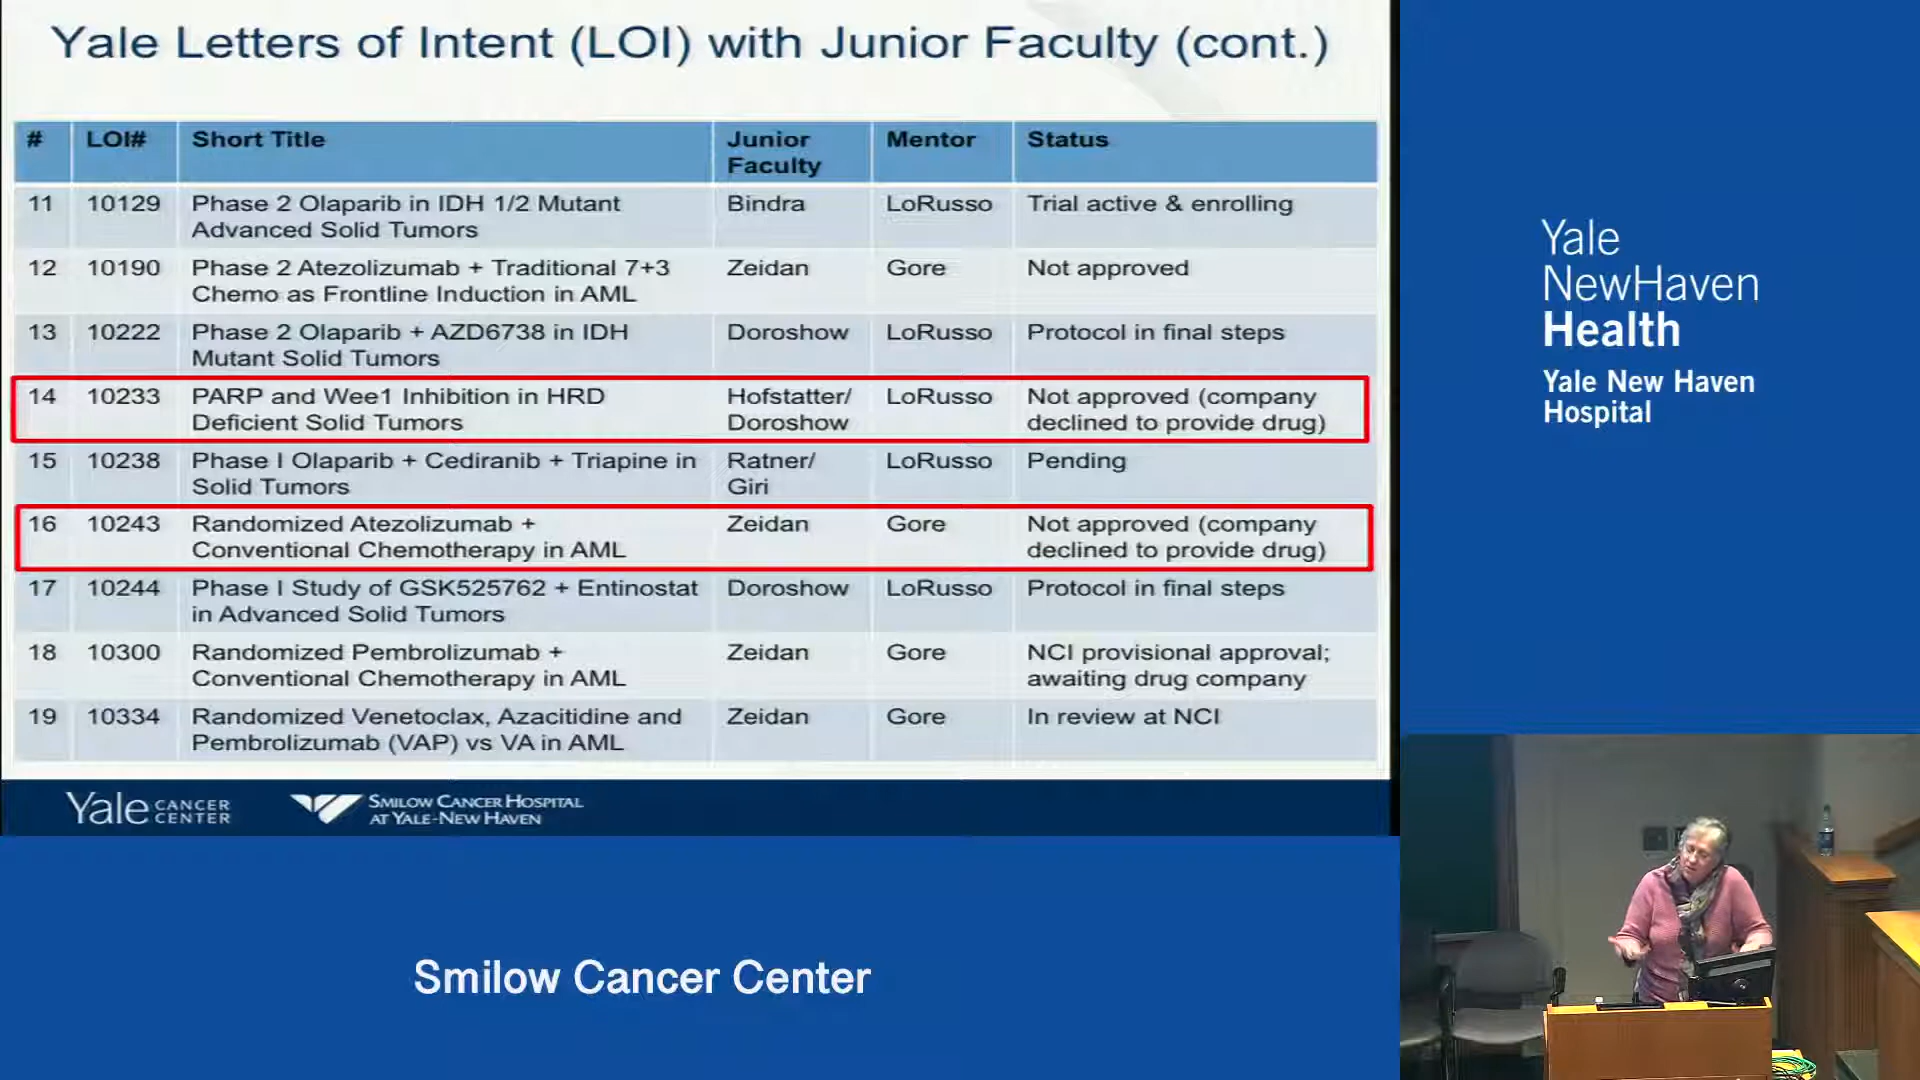 Yale Letters of Intent (LOI) with Junior Faculty (cont.)
# LOI# Short Title Junior Faculty Mentor Status
11 10129 Phase 2 Olaparib in IDH 1/2 Mutant Advanced Solid Tumors Bindra LoRusso Trial active & enrolling
12 10190 Phase 2 Atezolizumab + Traditional 7+3 Chemo as Frontline Induction in AML Zeidan Gore Not approved
13 10222 Phase 2 Olaparib + AZD6738 in IDH Mutant Solid Tumors Doroshow LoRusso Protocol in final steps
14 10233 PARP and Wee1 Inhibition in HRD Deficient Solid Tumors Hofstatter/ Doroshow LoRusso Not approved (company declined to provide drug)
15 10238 Phase I Olaparib + Cediranib + Triapine in Solid Tumors Ratner/ Giri LoRusso Pending
16 10243 Randomized Atezolizumab + Conventional Chemotherapy in AML Zeidan Gore Not approved (company declined to provide drug)
17 10244 Phase I Study of GSK525762 + Entinostat in Advanced Solid Tumors Doroshow LoRusso Protocol in final steps
18 10300 Randomized Pembrolizumab + Conventional Chemotherapy in AML Zeidan Gore NCI provisional approval; awaiting drug company
19 10334 Randomized Venetoclax, Azacitidine and Pembrolizumab (VAP) vs VA in AML Zeidan Gore In review at NCI
Yale CANCER CENTER
SMILOW CANCER HOSPITAL
AT YALE-NEW HAVEN
Yale
NewHaven
Health
Yale New Haven
Hospital
Smilow Cancer Center